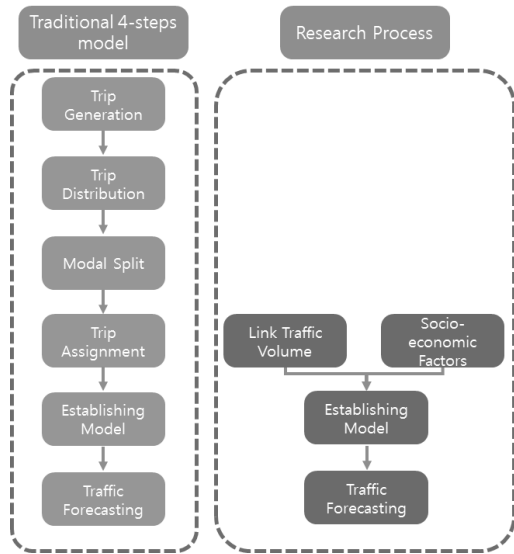 Traditional 4-steps
model
Research Process
Trip
Generation
Trip
Distribution
Modal Split
Trip
Assignment
Establishing
Model
Traffic
Forecasting
Link Traffic
Volume
Socio-
economic
Factors
Establishing
Model
Traffic
Forecasting